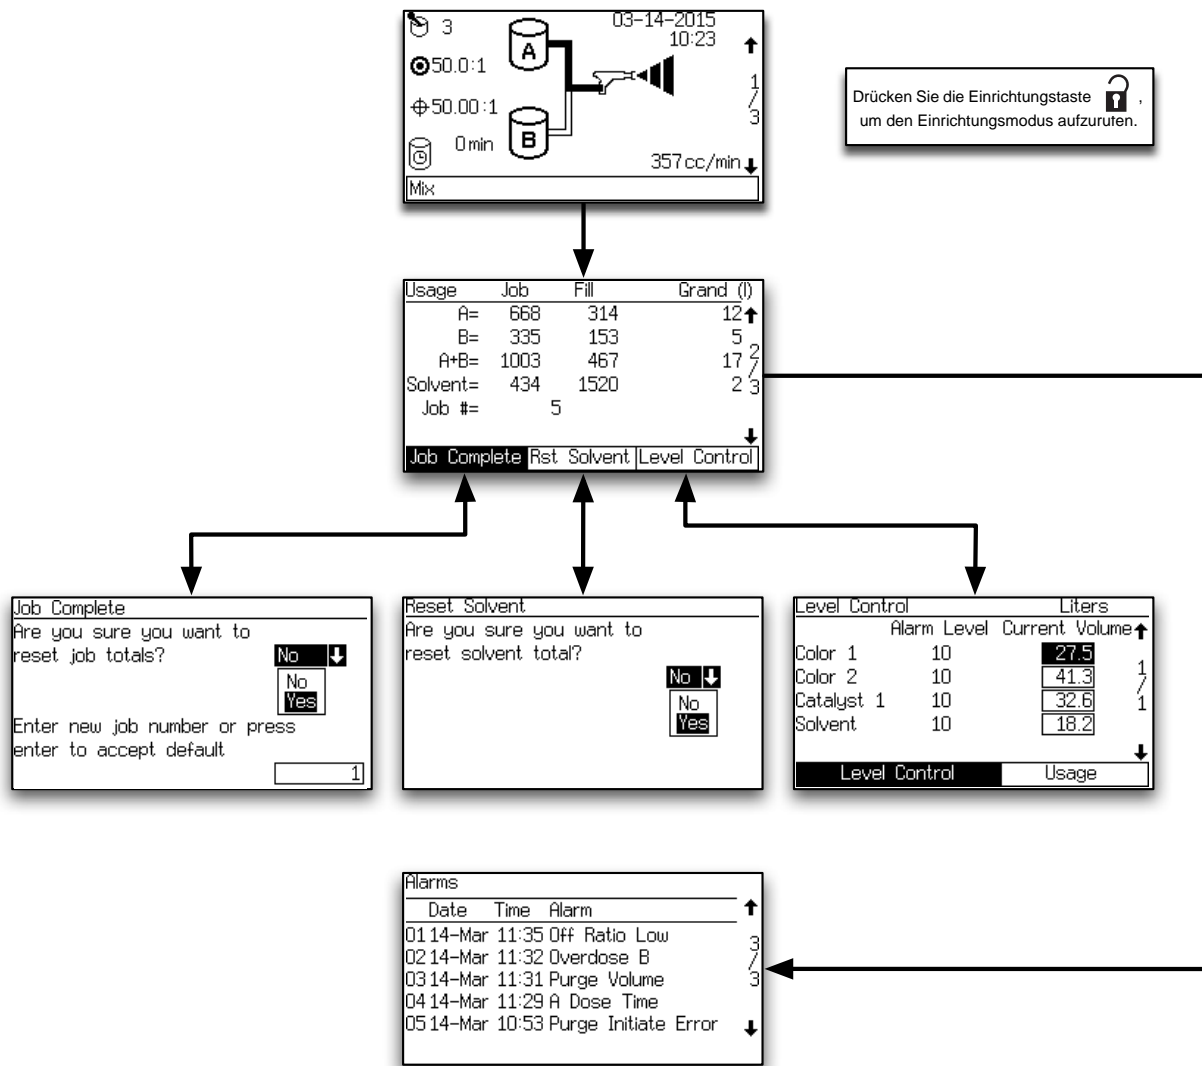 3
03-14-2015
10:23
A
50.0:1
1
/
3
50.00:1
0min
B
357cc/min
Mix
Drücken Sie die Einrichtungstaste ,
um den Einrichtungsmodus aufzurufen.
Usage Job Fill Grand (l)
A= 668 314 12
B= 335 153 5
A+B= 1003 467 17
Solvent= 434 1520 2
2
/
3
Job #= 5
Job Complete Rst Solvent Level Control
Job Complete
Are you sure you want to
reset job totals? No
No
Yes
Enter new job number or press
enter to accept default
1
Reset Solvent
Are you sure you want to
reset solvent total?
No
No
Yes
Level Control Liters
Alarm Level Current Volume
Color 1 10 27.5
Color 2 10 41.3
Catalyst 1 10 32.6
Solvent 10 18.2
1
/
1
Level Control Usage
Alarms
Date Time Alarm
01 14-Mar 11:35 Off Ratio Low
02 14-Mar 11:32 Overdose B
03 14-Mar 11:31 Purge Volume
04 14-Mar 11:29 A Dose Time
05 14-Mar 10:53 Purge Initiate Error
3
/
3